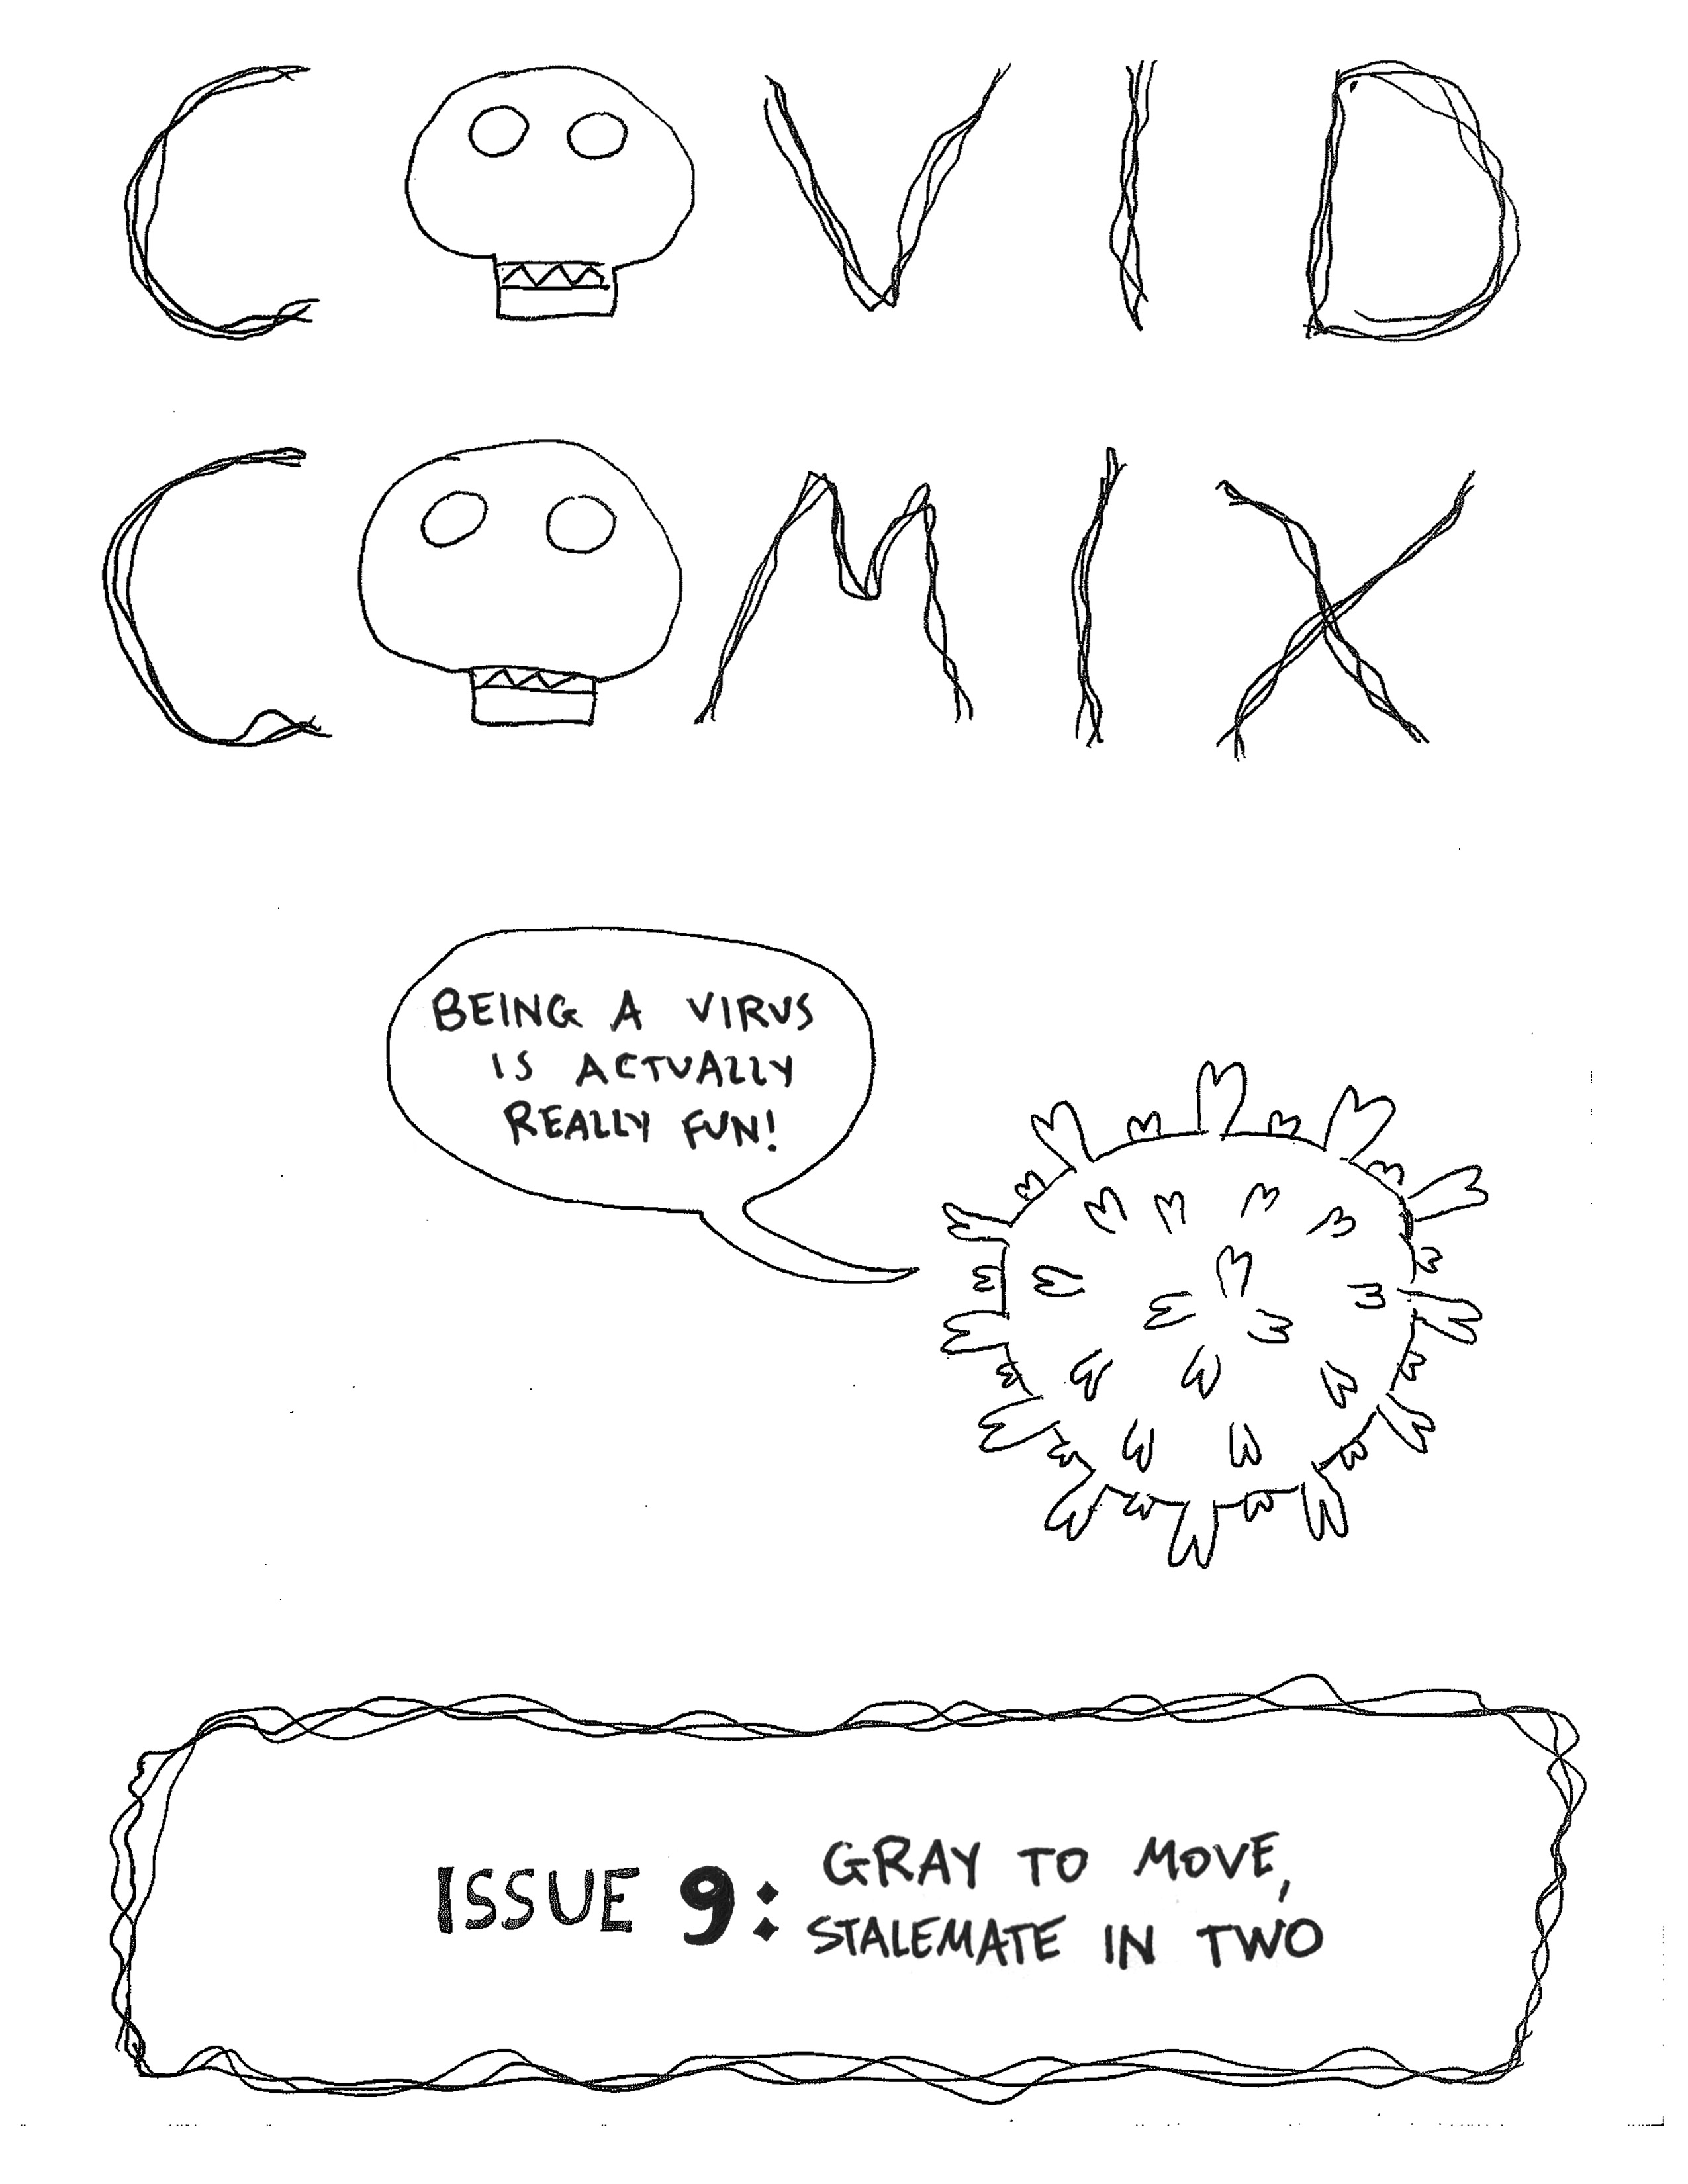 COVID
COMIX
BEING A VIRUS
IS ACTUALLY
REALLY FUN!
ISSUE 9: GRAY TO MOVE,
STALEMATE IN TWO